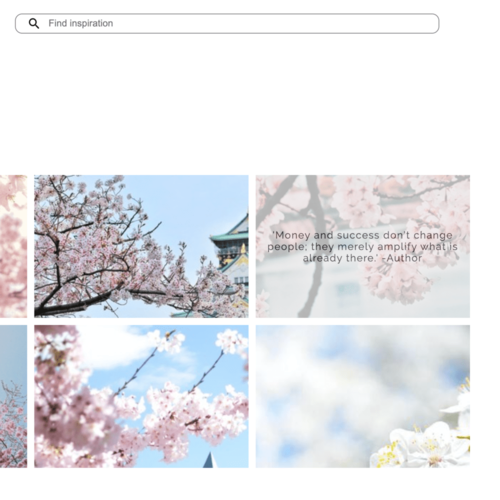 Find inspiration
'Money and success don't change
people; they merely amplify what is
already there.' -Author